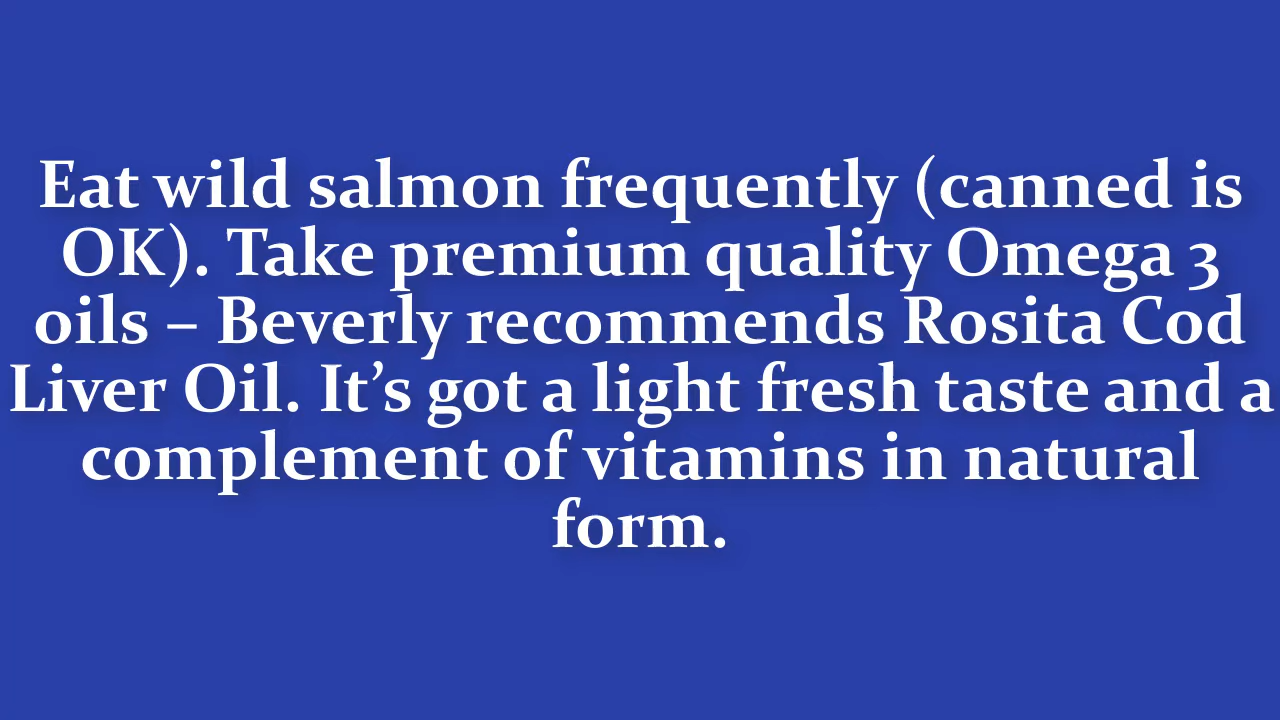 Eat wild salmon frequently (canned is
OK). Take premium quality Omega 3
oils – Beverly recommends Rosita Cod
Liver Oil. It’s got a light fresh taste and a
complement of vitamins in natural
form.